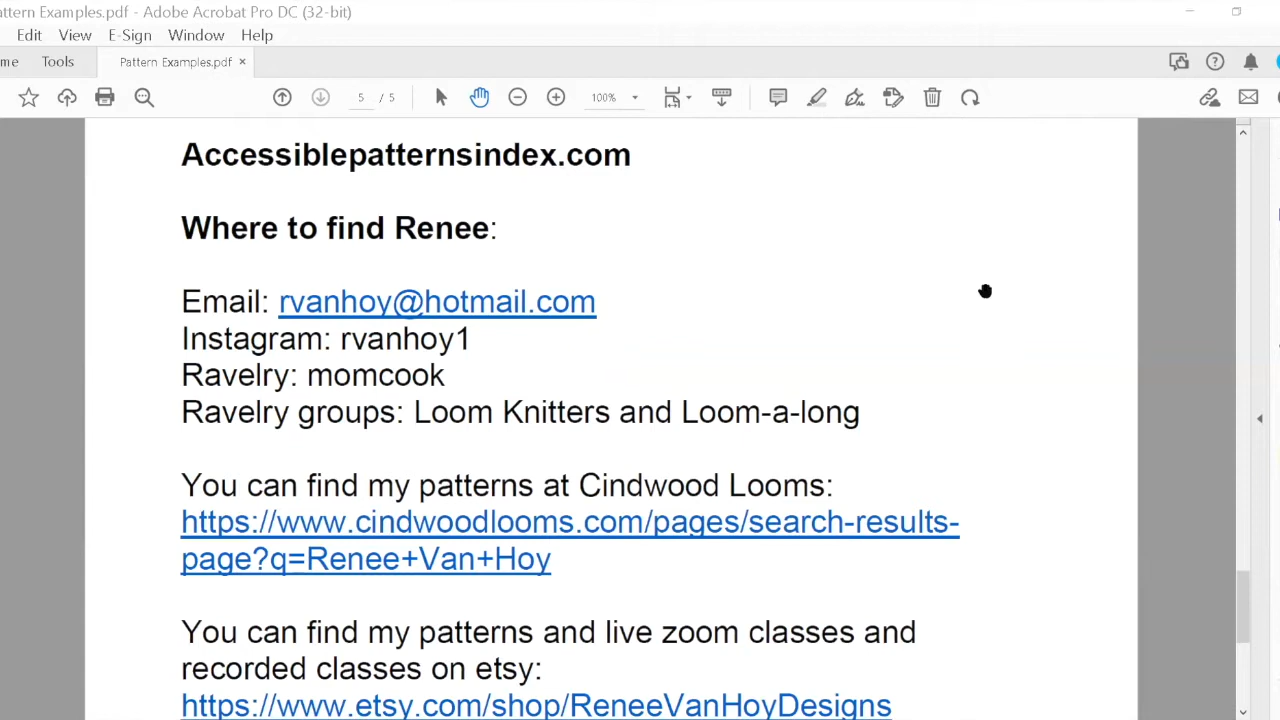 attern Examples.pdf - Adobe Acrobat Pro DC (32-bit)
Edit View E-Sign Window Help
me Tools Pattern Examples.pdf ×
5 / 5 100%
Accessiblepatternsindex.com
Where to find Renee:
Email: rvanhoy@hotmail.com
Instagram: rvanhoy1
Ravelry: momcook
Ravelry groups: Loom Knitters and Loom-a-long
You can find my patterns at Cindwood Looms:
https://www.cindwoodlooms.com/pages/search-results-
page?q=Renee+Van+Hoy
You can find my patterns and live zoom classes and
recorded classes on etsy:
https://www.etsy.com/shop/ReneeVanHoyDesigns